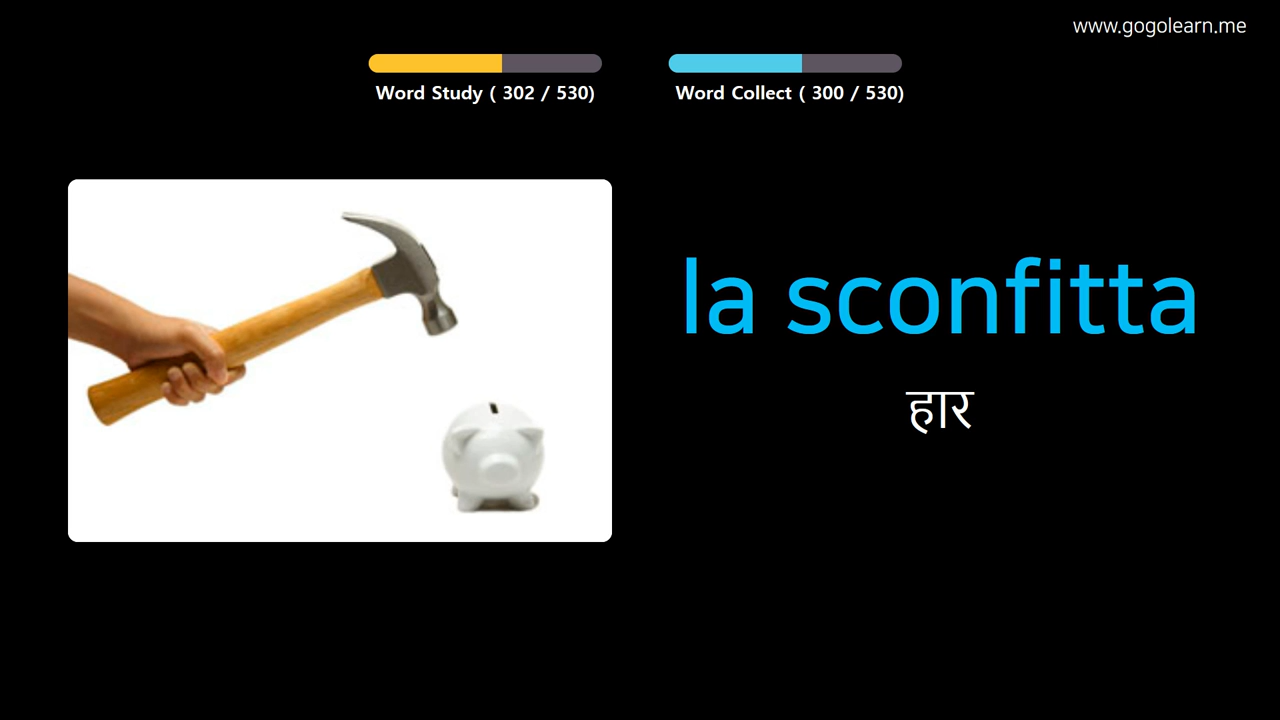 www.gogolearn.me
Word Study ( 302 / 530)
Word Collect ( 300 / 530)
la sconfitta
हार